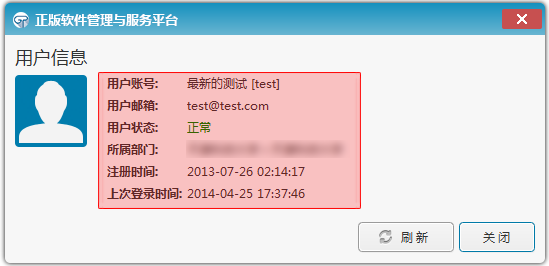 正版软件管理与服务平台
用户信息
用户账号: 最新的测试 [test]
用户邮箱: test@test.com
用户状态: 正常
所属部门:
注册时间: 2013-07-26 02:14:17
上次登录时间: 2014-04-25 17:37:46
刷新 关闭